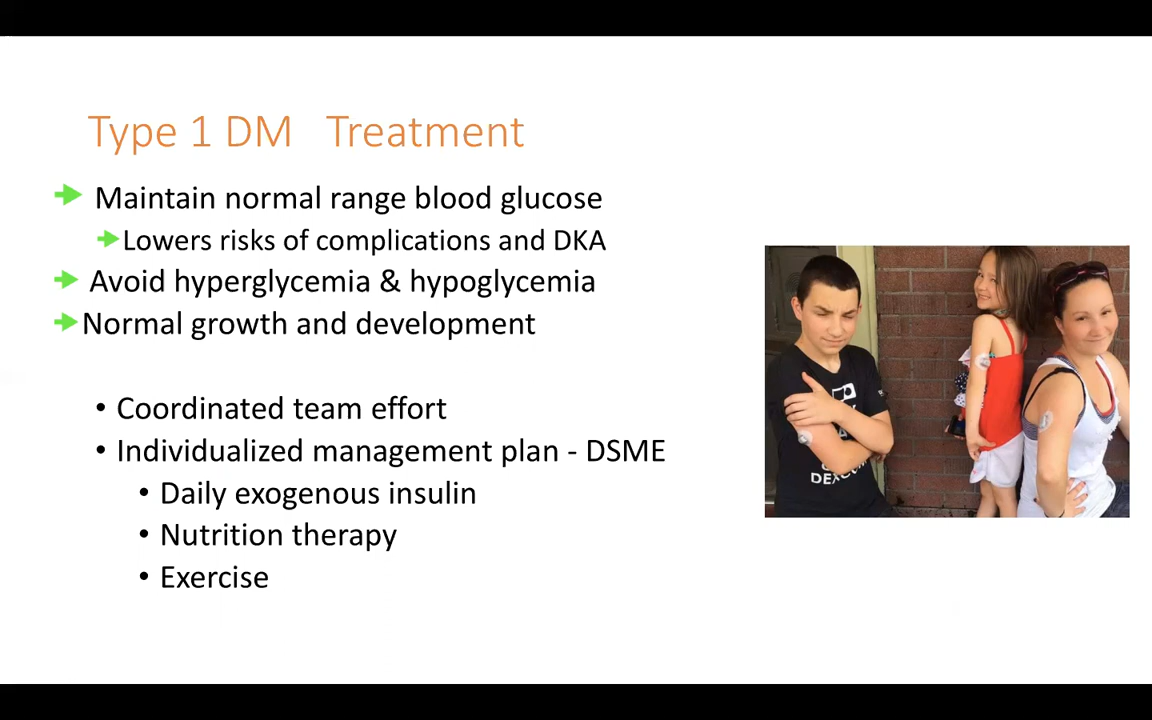 Type 1 DM Treatment
Maintain normal range blood glucose
Lowers risks of complications and DKA
Avoid hyperglycemia & hypoglycemia
Normal growth and development
• Coordinated team effort
• Individualized management plan - DSME
• Daily exogenous insulin
• Nutrition therapy
• Exercise